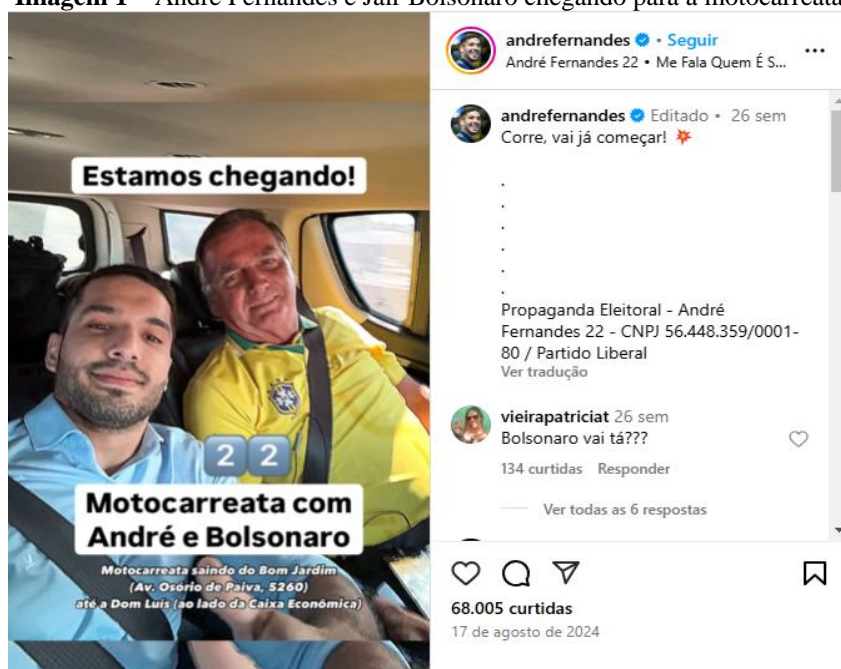 Imagem 1 – André Fernandes e Jair Bolsonaro chegando para a motocarreata
Estamos chegando!
2 2
Motocarreata com
André e Bolsonaro
Motocarreata saindo do Bom Jardim
(Av. Osório de Paiva, 5260)
até a Dom Luís (ao lado da Caixa Econômica)
andrefernandes • Seguir
André Fernandes 22 • Me Fala Quem É S...
andrefernandes Editado • 26 sem
Corre, vai já começar!
.
.
.
.
.
.
Propaganda Eleitoral - André
Fernandes 22 - CNPJ 56.448.359/0001-
80 / Partido Liberal
Ver tradução
vieirapatriciat 26 sem
Bolsonaro vai tá???
134 curtidas Responder
Ver todas as 6 respostas
68.005 curtidas
17 de agosto de 2024